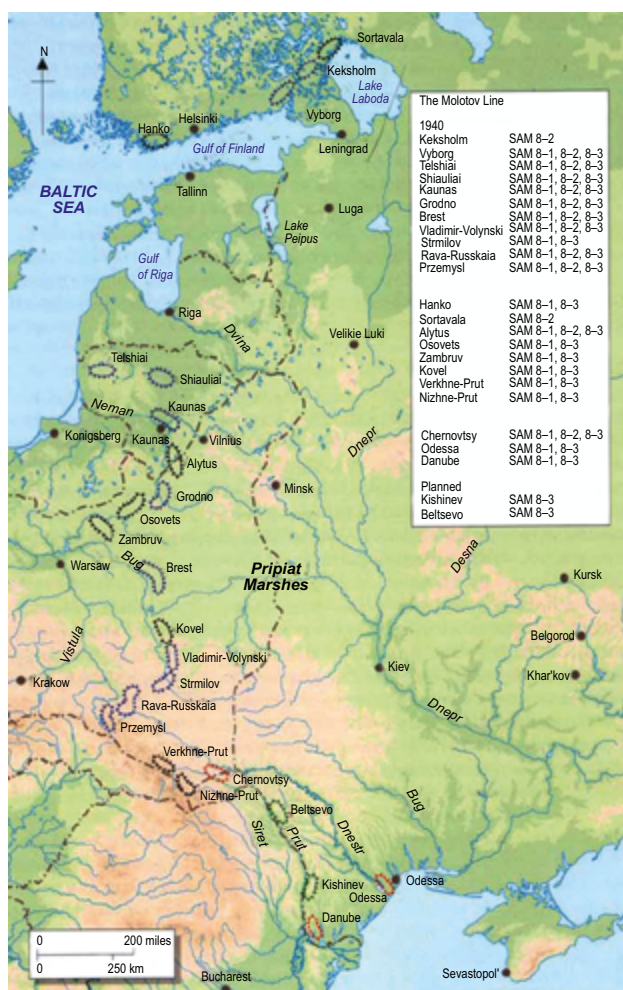 N
Sortavala
Keksholm
Lake
Laboda
Vyborg
Hanko
Helsinki
Gulf of Finland
Leningrad
BALTIC
SEA
Tallinn
Luga
Lake
Peipus
Gulf
of Riga
Riga
Dvina
Velikie Luki
Telshiai
Shiauliai
Neman
Kaunas
Konigsberg
Kaunas
Vilnius
Dnepr
Alytus
Grodno
Minsk
Osovets
Zambruv
Bug
Warsaw
Brest
Pripiat
Marshes
Desna
Kursk
Kovel
Belgorod
Vistula
Vladimir-Volynski
Kiev
Khar'kov
Krakow
Strmilov
Rava-Russkaia
Dnepr
Przemysl
Verkhne-Prut
Chernovtsy
Nizhne-Prut
Bug
Beltsevo
Siret
Prut
Dnestr
Kishinev
Odessa
Odessa
Danube
0 200 miles
0 250 km
Bucharest
Sevastopol'
The Molotov Line
1940
Keksholm SAM 8–2
Vyborg SAM 8–1, 8–2, 8–3
Telshiai SAM 8–1, 8–2, 8–3
Shiauliai SAM 8–1, 8–2, 8–3
Kaunas SAM 8–1, 8–2, 8–3
Grodno SAM 8–1, 8–2, 8–3
Brest SAM 8–1, 8–2, 8–3
Vladimir-Volynski SAM 8–1, 8–2, 8–3
Strmilov SAM 8–1, 8–3
Rava-Russkaia SAM 8–1, 8–2, 8–3
Przemysl SAM 8–1, 8–2, 8–3
Hanko SAM 8–1, 8–3
Sortavala SAM 8–2
Alytus SAM 8–1, 8–2, 8–3
Osovets SAM 8–1, 8–3
Zambruv SAM 8–1, 8–3
Kovel SAM 8–1, 8–3
Verkhne-Prut SAM 8–1, 8–3
Nizhne-Prut SAM 8–1, 8–3
Chernovtsy SAM 8–1, 8–2, 8–3
Odessa SAM 8–1, 8–3
Danube SAM 8–1, 8–3
Planned
Kishinev SAM 8–3
Beltsevo SAM 8–3